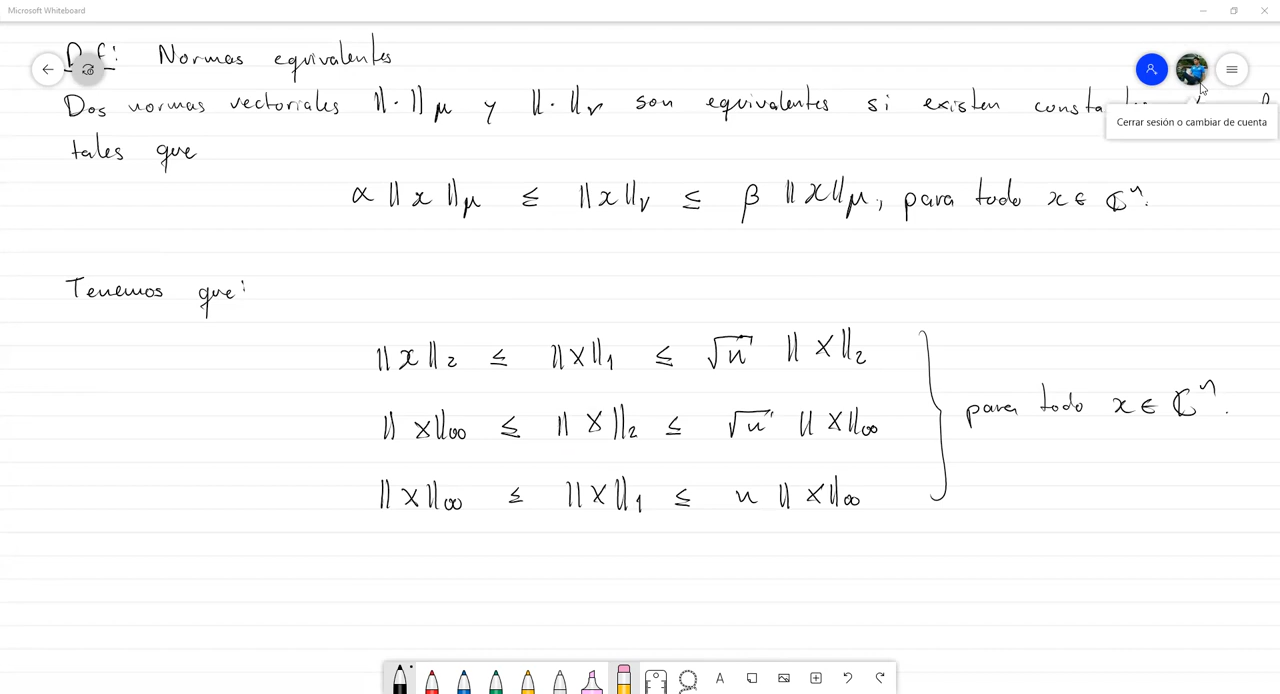 Microsoft Whiteboard
Def: Normas equivalentes
Dos normas vectoriales ||·||μ y ||·||ν son equivalentes si existen
Cerrar sesión o cambiar de cuenta
tales que
α ||x||μ ≤ ||x||ν ≤ β ||x||μ, para todo x ∈ ℂⁿ.
Tenemos que:
||x||₂ ≤ ||x||₁ ≤ √n ||x||₂
||x||∞ ≤ ||x||₂ ≤ √n ||x||∞
para todo x ∈ ℂⁿ.
||x||∞ ≤ ||x||₁ ≤ n ||x||∞
A